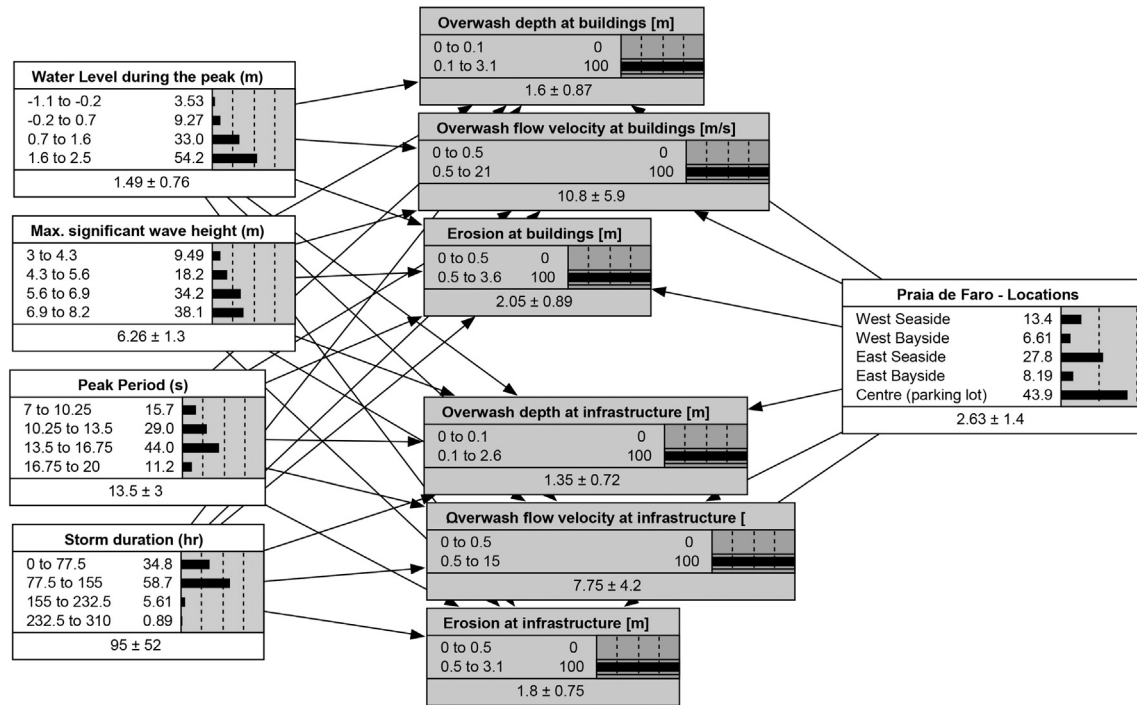 Water Level during the peak (m)
-1.1 to -0.2 3.53
-0.2 to 0.7 9.27
0.7 to 1.6 33.0
1.6 to 2.5 54.2
1.49 ± 0.76
Max. significant wave height (m)
3 to 4.3 9.49
4.3 to 5.6 18.2
5.6 to 6.9 34.2
6.9 to 8.2 38.1
6.26 ± 1.3
Peak Period (s)
7 to 10.25 15.7
10.25 to 13.5 29.0
13.5 to 16.75 44.0
16.75 to 20 11.2
13.5 ± 3
Storm duration (hr)
0 to 77.5 34.8
77.5 to 155 58.7
155 to 232.5 5.61
232.5 to 310 0.89
95 ± 52
Overwash depth at buildings [m]
0 to 0.1 0
0.1 to 3.1 100
1.6 ± 0.87
Overwash flow velocity at buildings [m/s]
0 to 0.5 0
0.5 to 21 100
10.8 ± 5.9
Erosion at buildings [m]
0 to 0.5 0
0.5 to 3.6 100
2.05 ± 0.89
Overwash depth at infrastructure [m]
0 to 0.1 0
0.1 to 2.6 100
1.35 ± 0.72
Overwash flow velocity at infrastructure [
0 to 0.5 0
0.5 to 15 100
7.75 ± 4.2
Erosion at infrastructure [m]
0 to 0.5 0
0.5 to 3.1 100
1.8 ± 0.75
Praia de Faro - Locations
West Seaside 13.4
West Bayside 6.61
East Seaside 27.8
East Bayside 8.19
Centre (parking lot) 43.9
2.63 ± 1.4